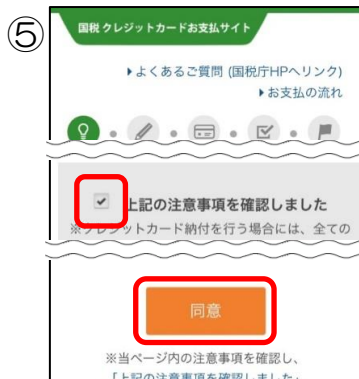 ⑤
国税 クレジットカードお支払サイト
よくあるご質問 (国税庁HPへリンク)
お支払の流れ
上記の注意事項を確認しました
※クレジットカード納付を行う場合には、全ての
同意
※当ページ内の注意事項を確認し、
「上記の注意事項を確認しました」